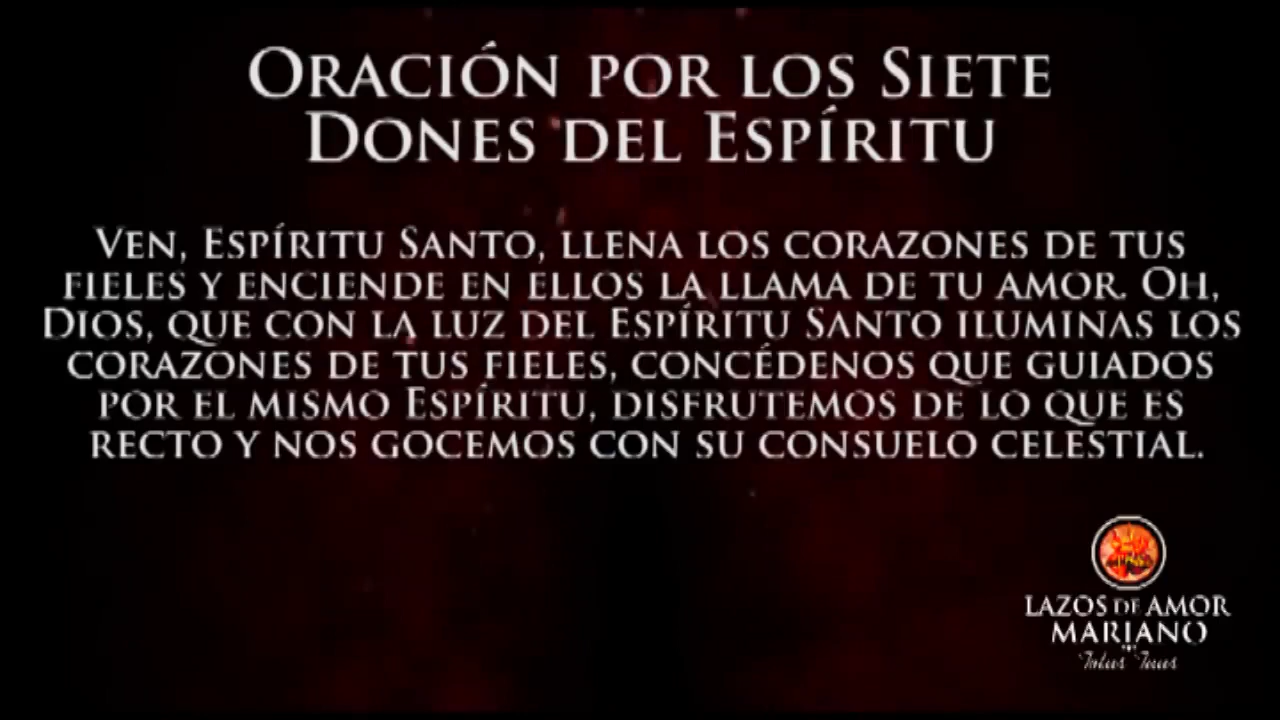 Oración por los Siete
Dones del Espíritu
Ven, Espíritu Santo, llena los corazones de tus
fieles y enciende en ellos la llama de tu amor. Oh,
Dios, que con la luz del Espíritu Santo iluminas los
corazones de tus fieles, concédenos que guiados
por el mismo Espíritu, disfrutemos de lo que es
recto y nos gocemos con su consuelo celestial.
LAZOS DE AMOR
MARIANO
Totus Tuus